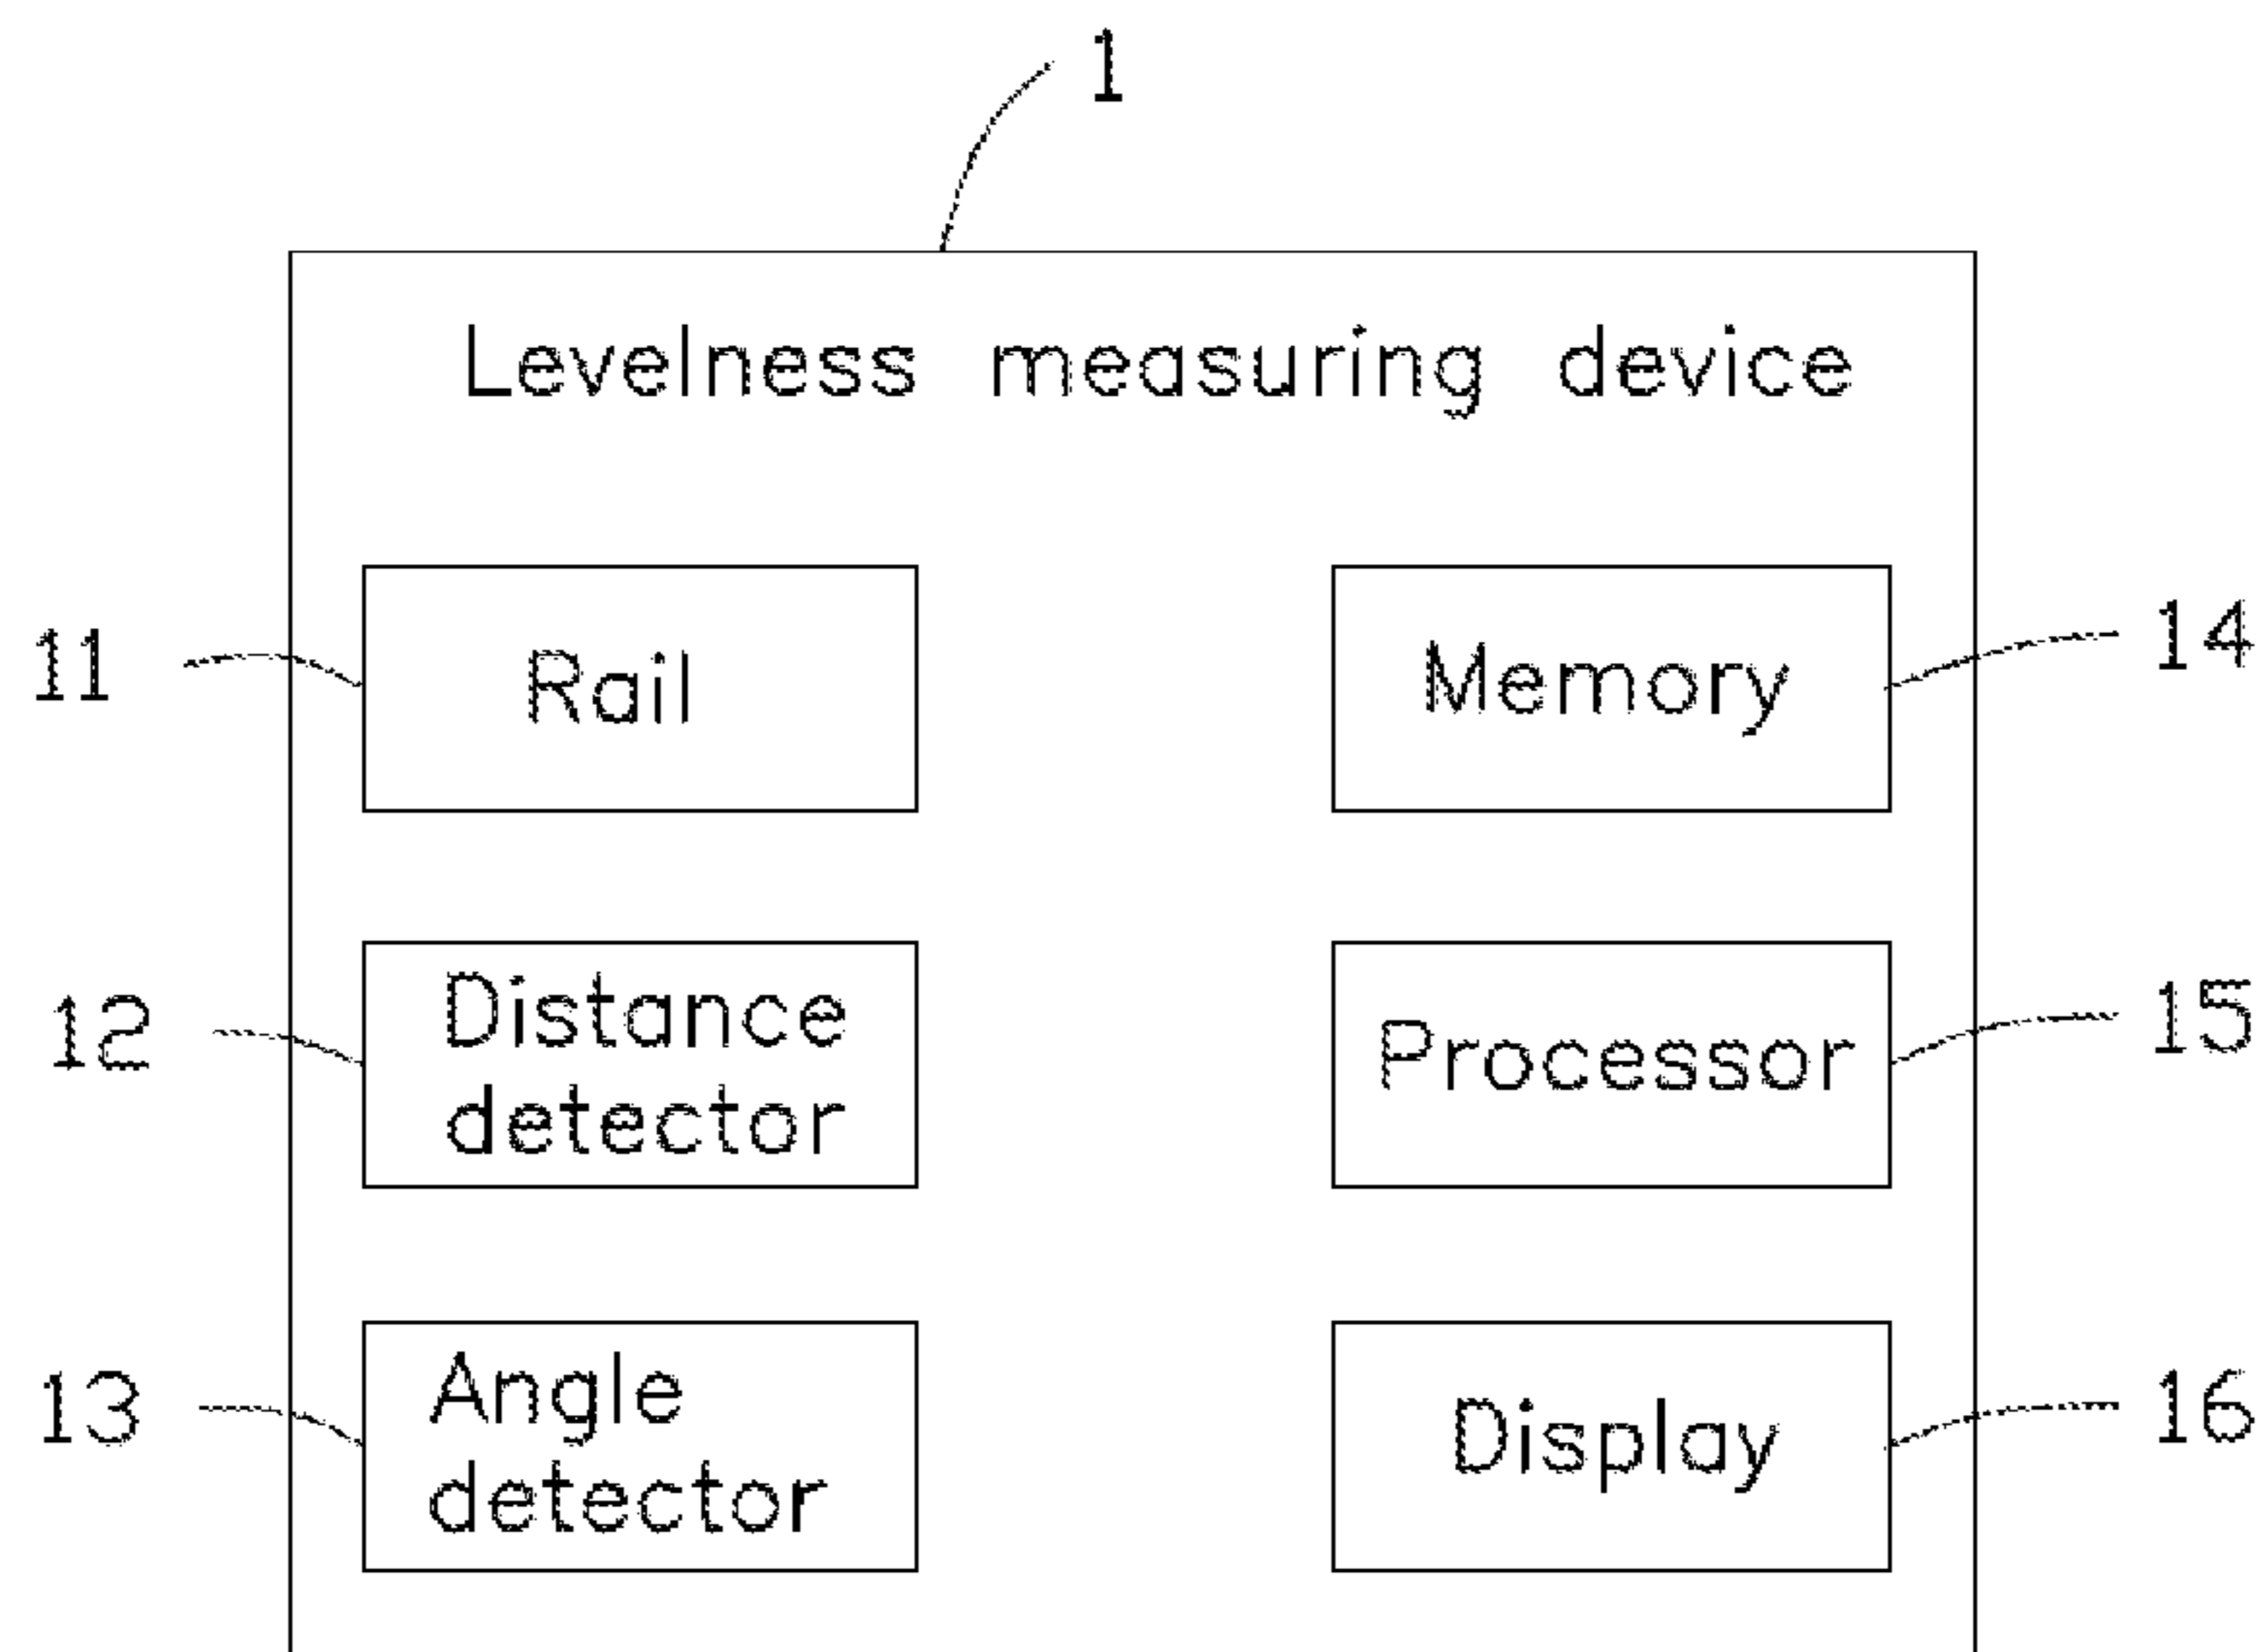 1
Levelness measuring device
11 Rail Memory 14
12 Distance
detector
Processor 15
13 Angle
detector
Display 16